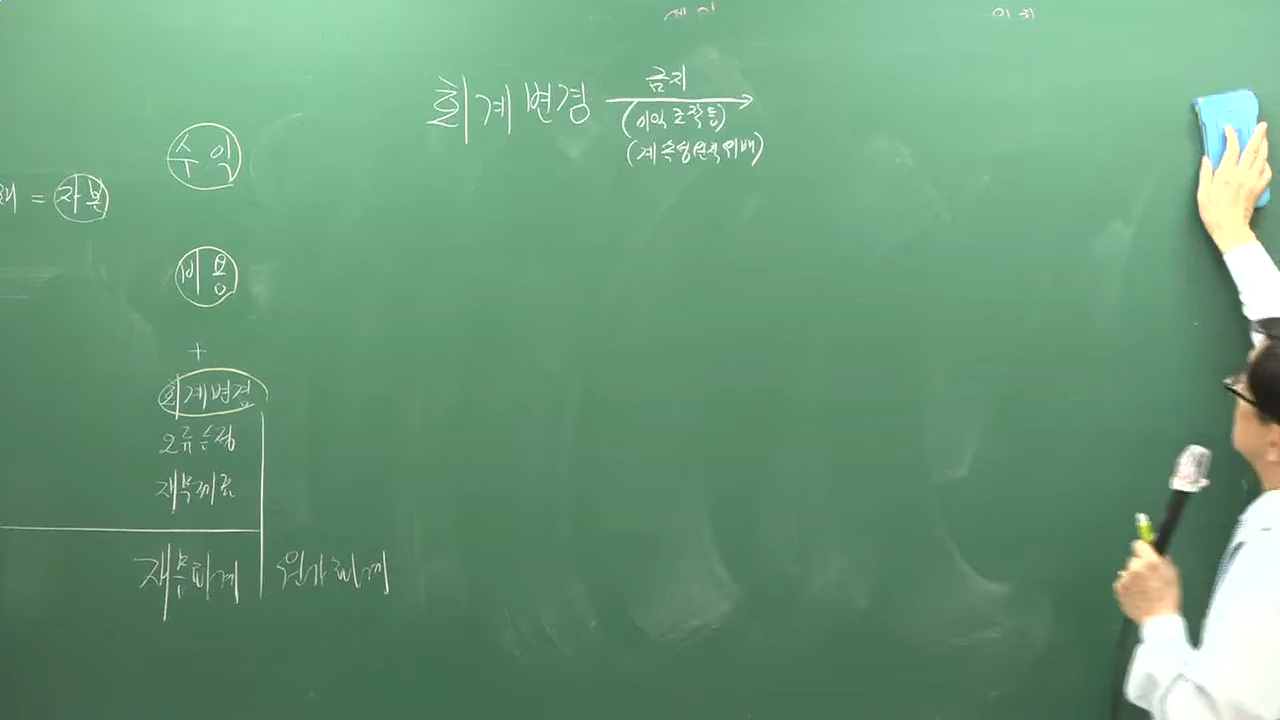 회계변경 금지
(이익조작등)
(계속성원칙위배)
수익
= 자본
비용
+
회계변경
오류수정
재무제표
재무회계 원가회계